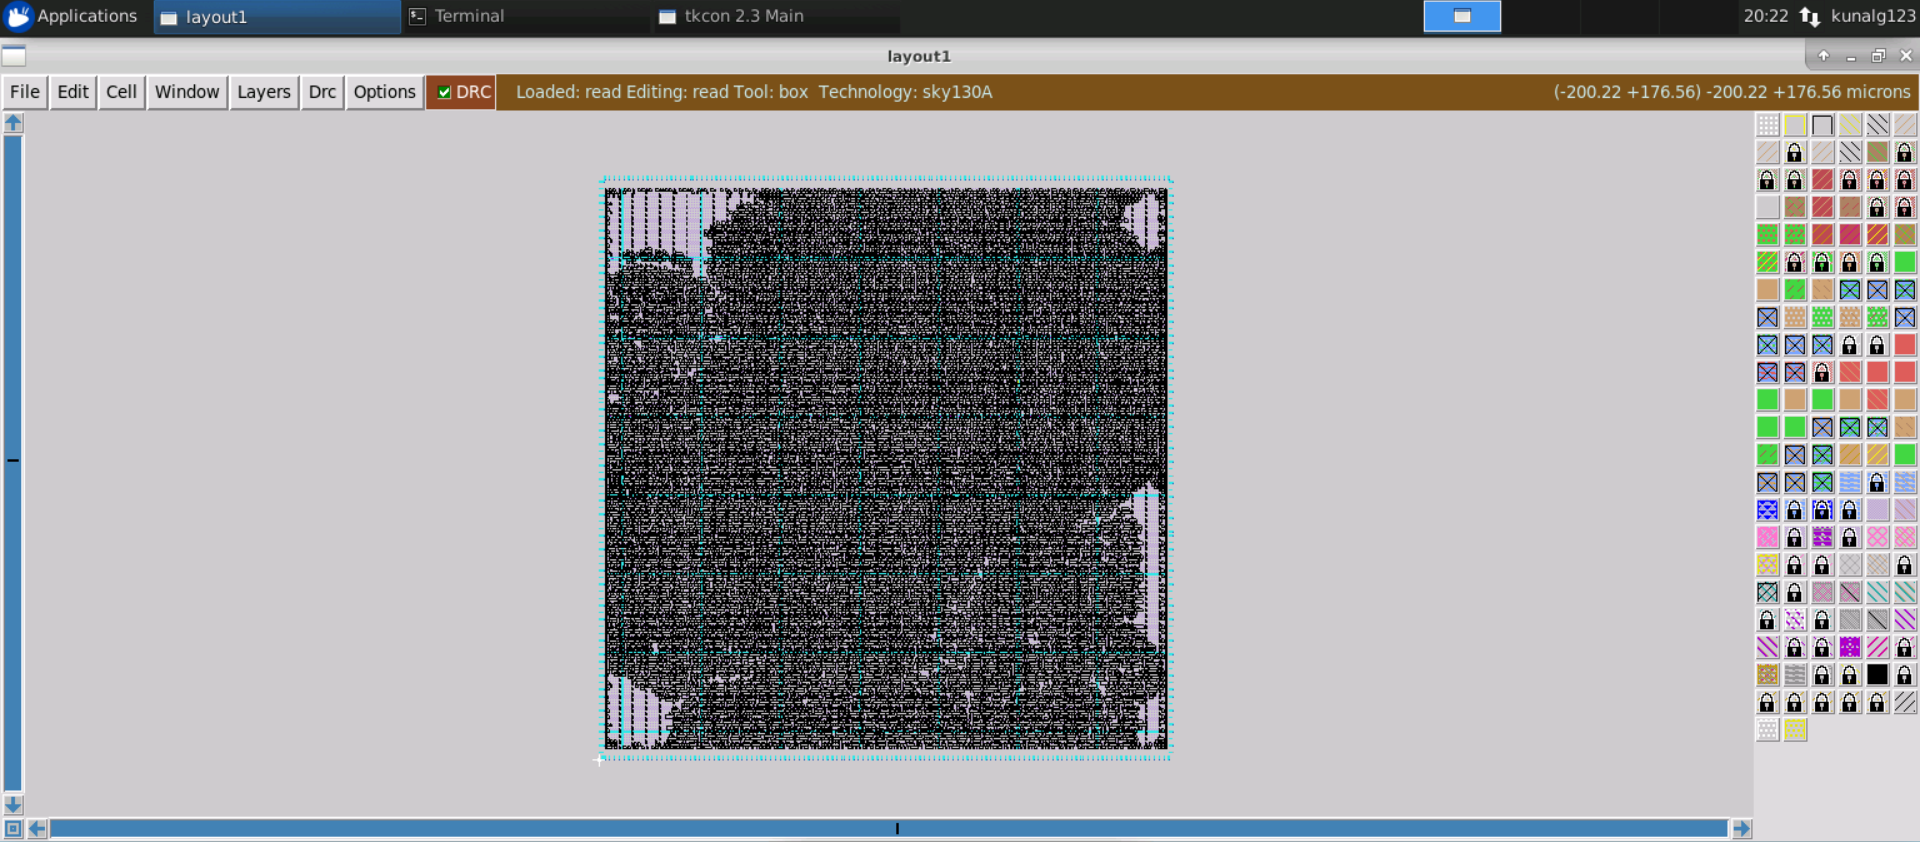 Applications layout1 Terminal tkcon 2.3 Main 20:22 kunalg123
layout1
File Edit Cell Window Layers Drc Options DRC Loaded: read Editing: read Tool: box Technology: sky130A (-200.22 +176.56) -200.22 +176.56 microns